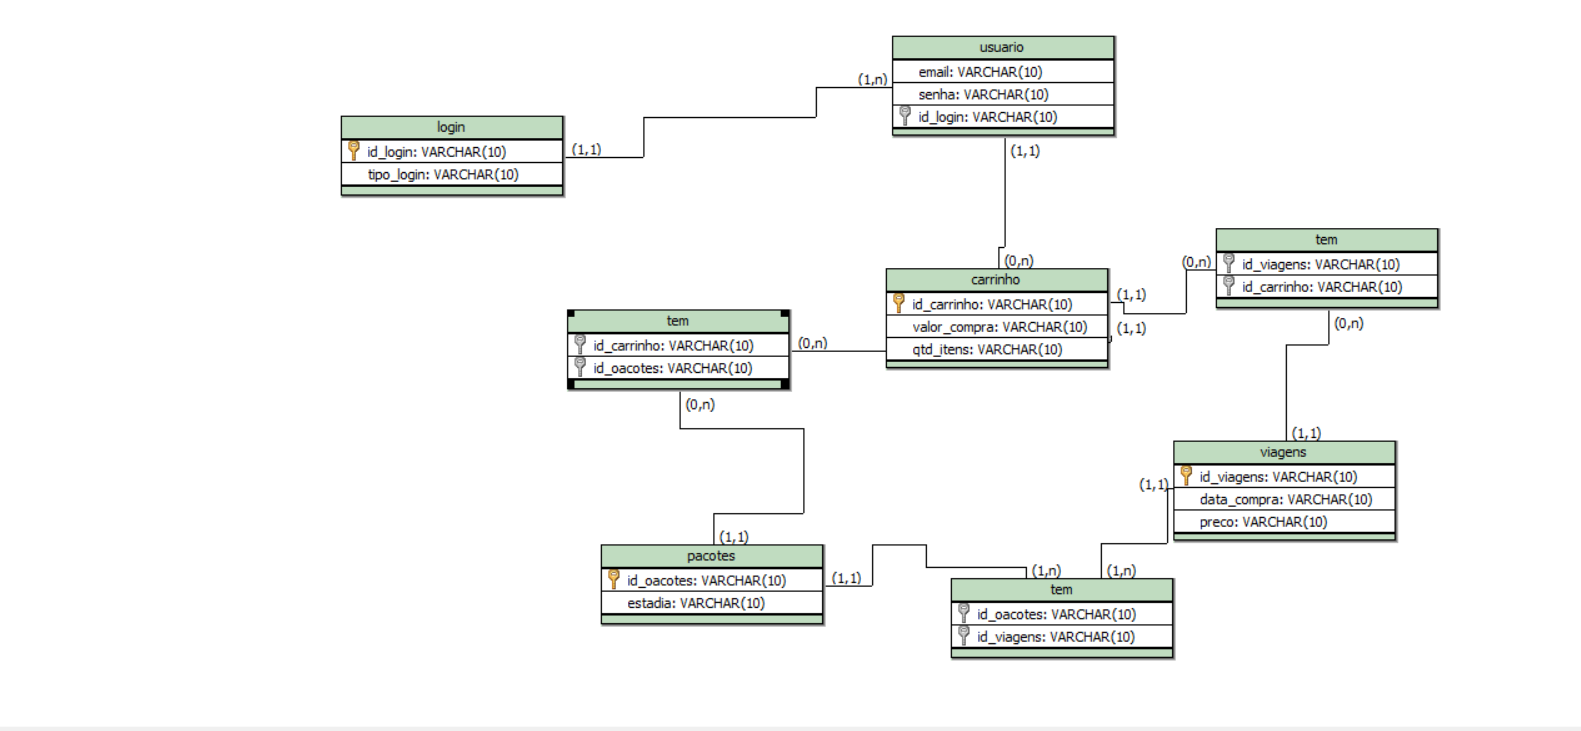 usuario
email: VARCHAR(10)
senha: VARCHAR(10)
id_login: VARCHAR(10)
(1,n)
(1,1)
login
id_login: VARCHAR(10)
tipo_login: VARCHAR(10)
(1,1)
(0,n)
carrinho
id_carrinho: VARCHAR(10)
valor_compra: VARCHAR(10)
qtd_itens: VARCHAR(10)
(1,1)
(1,1)
(0,n)
tem
id_viagens: VARCHAR(10)
id_carrinho: VARCHAR(10)
(0,n)
tem
id_carrinho: VARCHAR(10)
id_oacotes: VARCHAR(10)
(0,n)
(0,n)
(1,1)
viagens
id_viagens: VARCHAR(10)
data_compra: VARCHAR(10)
preco: VARCHAR(10)
(1,1)
(1,1)
pacotes
id_oacotes: VARCHAR(10)
estadia: VARCHAR(10)
(1,1)
(1,n)
(1,n)
tem
id_oacotes: VARCHAR(10)
id_viagens: VARCHAR(10)